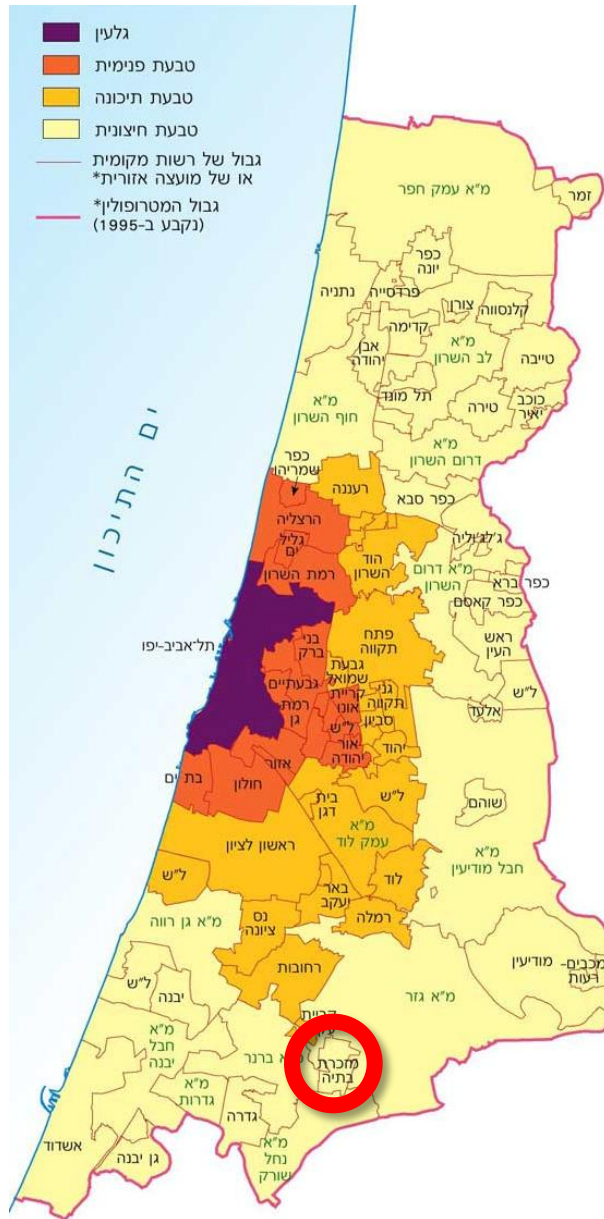 גלעין
טבעת פנימית
טבעת תיכונה
טבעת חיצונית
גבול של רשות מקומית
או של מועצה אזורית*
גבול המטרופולין*
(נקבע ב-1995)
ים התיכון
מ"א עמק חפר
זמר
כפר
יונה
נתניה
פרדסייה
צורן
קלנסווה
קדימה
אבן
יהודה
מ"א
לב השרון
טייבה
תל מונד
טירה
כוכב
יאיר
מ"א
חוף השרון
מ"א
דרום השרון
כפר
שמריהו
רעננה
כפר סבא
הרצליה
גליל
ים
רמת השרון
הוד
השרון
ג'לג'וליה
מ"א דרום
השרון
כפר ברא
כפר קאסם
ראש
העין
תל־אביב-יפו
בני
ברק
פתח
תקווה
גבעת
שמואל
גבעתיים
קריית
אונו
גני
תקווה
סביון
ל"ש
אלעד
רמת
גן
ל"ש
אור
יהודה
יהוד
בת ים
חולון
אזור
בית
דגן
ל"ש
שוהם
ראשון לציון
מ"א
עמק לוד
מ"א
חבל מודיעין
ל"ש
באר
יעקב
לוד
רמלה
מ"א גן רווה
נס
ציונה
רחובות
מכבים-
רעות
מודיעין
מ"א גזר
ל"ש
יבנה
קריית
מ"א
חבל
יבנה
ברנר
מזכרת
בתיה
מ"א
גדרות
גדרה
מ"א
נחל
שורק
אשדוד
גן יבנה